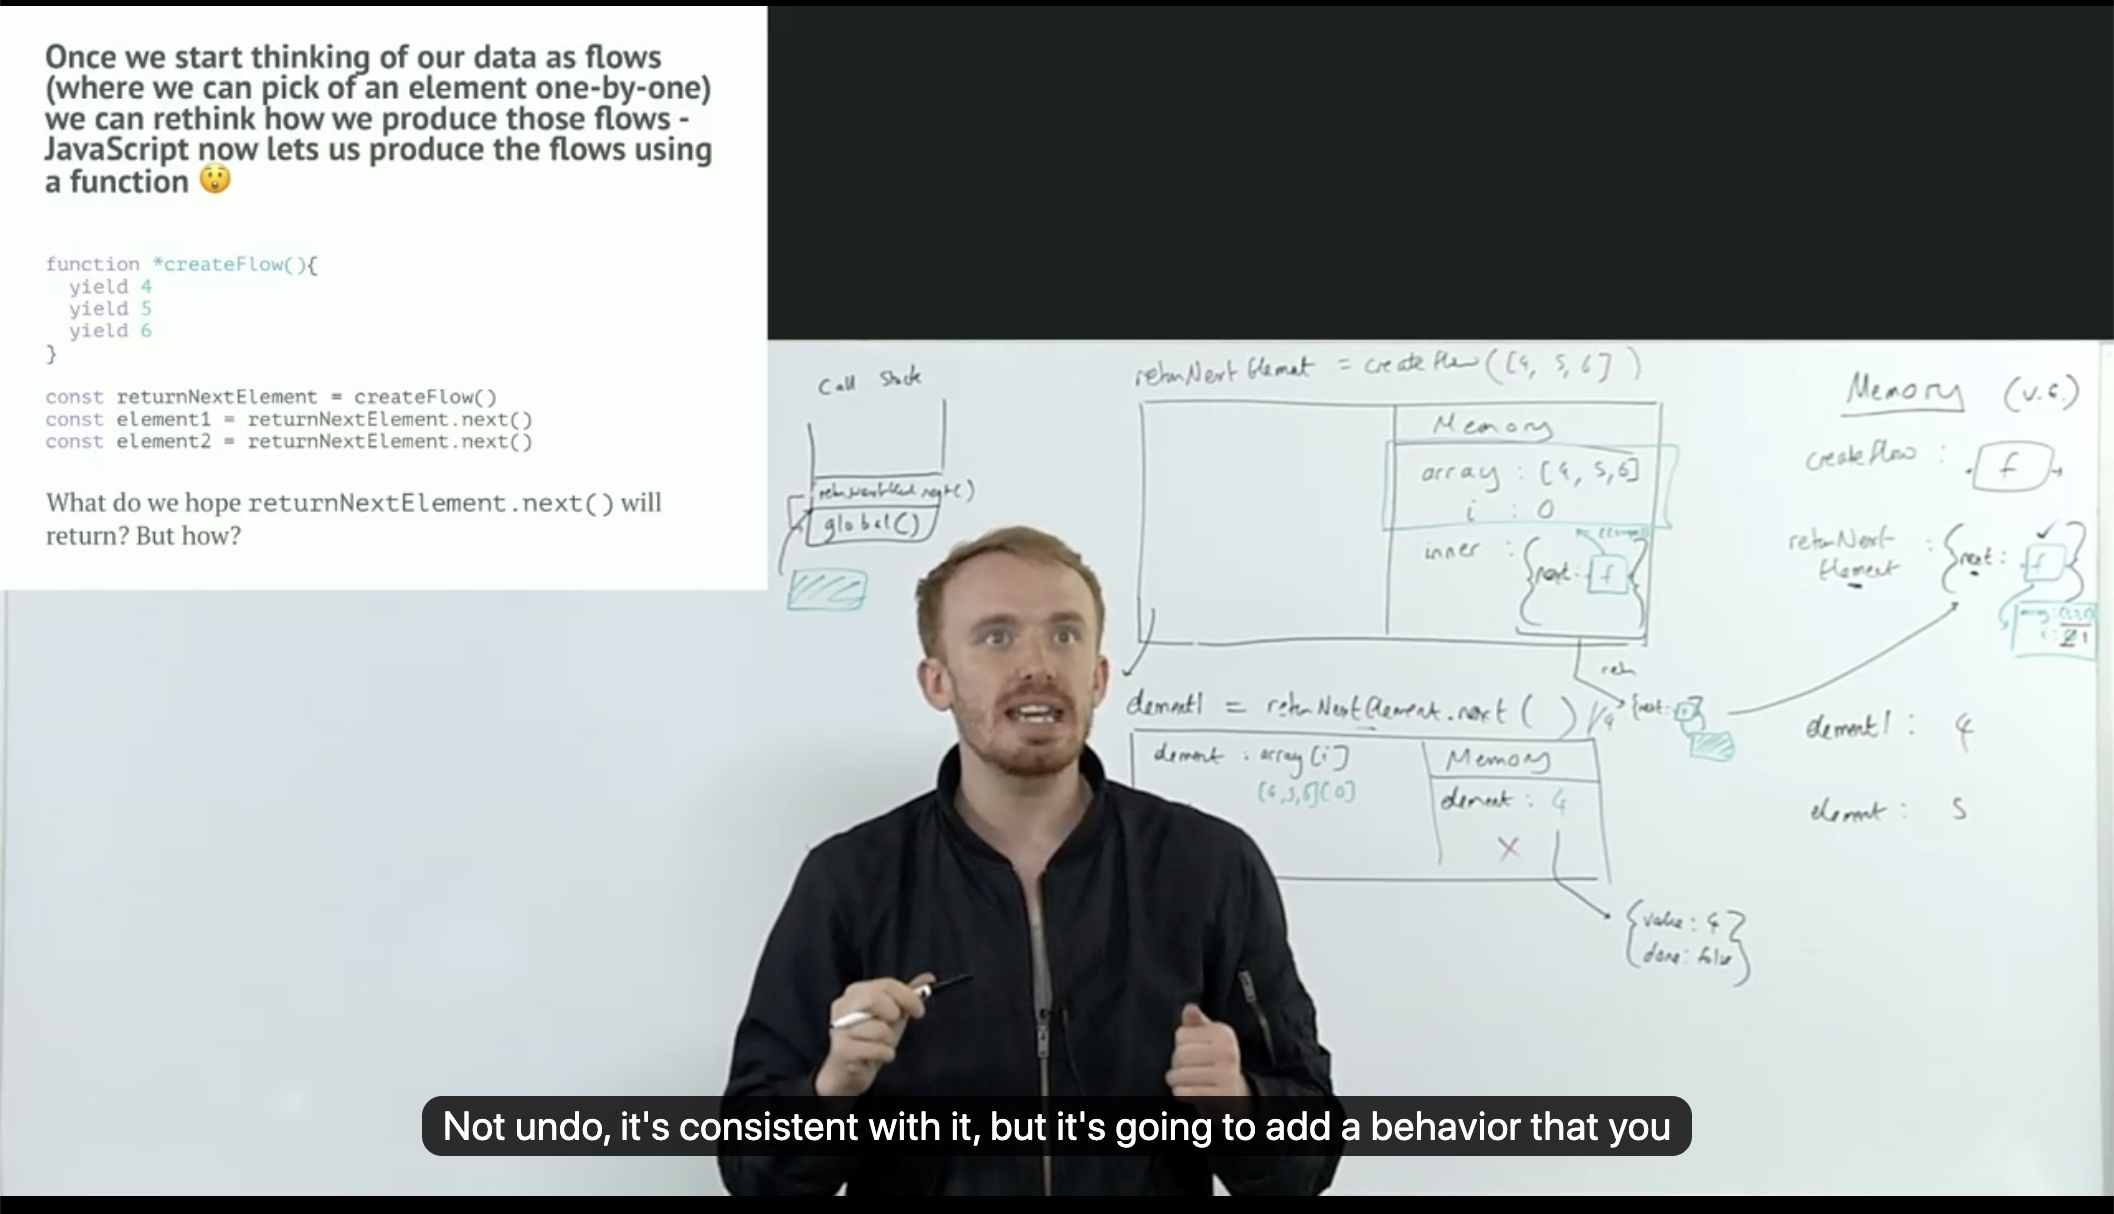 Once we start thinking of our data as flows
(where we can pick of an element one-by-one)
we can rethink how we produce those flows -
JavaScript now lets us produce the flows using
a function 😲
function *createFlow(){
yield 4
yield 5
yield 6
}
const returnNextElement = createFlow()
const element1 = returnNextElement.next()
const element2 = returnNextElement.next()
What do we hope returnNextElement.next() will
return? But how?
Call Stack
returnNextElement.next()
global()
returnNextElement = createFlow([4, 5, 6])
Memory
array : [4, 5, 6]
i : 0
inner : {next: f}
element1 = returnNextElement.next()
element : array[i]
[4,5,6][0]
Memory
element : 4
X
{value : 4
done: false}
Memory (v.e.)
createFlow : f
returnNext
Element : {next: f}
element1 : 4
element : 5
Not undo, it's consistent with it, but it's going to add a behavior that you